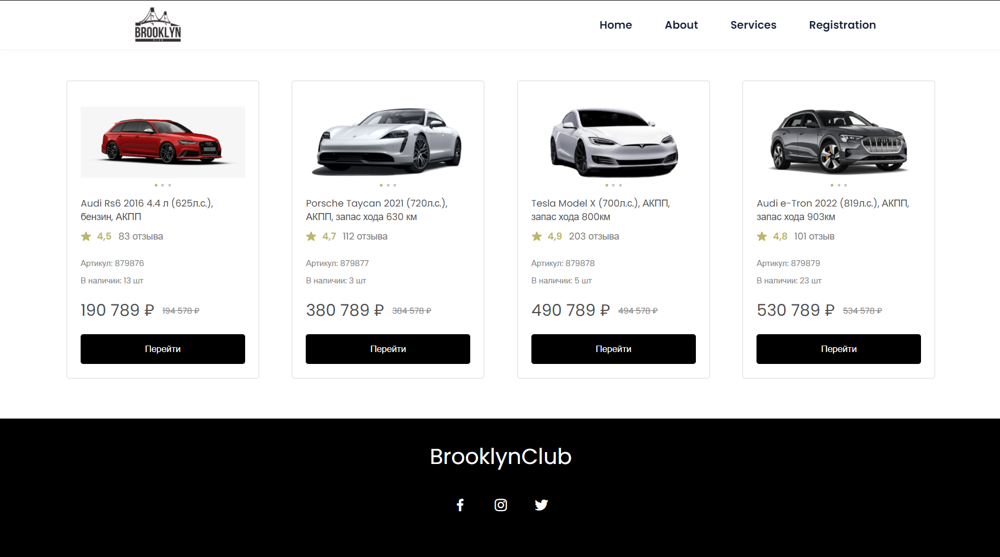 BROOKLYN
CLUB
Home About Services Registration
Audi Rs6 2016 4.4 л (625л.с.),
бензин, АКПП
4,5 83 отзыва
Артикул: 879876
В наличии: 13 шт
190 789 ₽ 194 578 ₽
Перейти
Porsche Taycan 2021 (720л.с.),
АКПП, запас хода 630 км
4,7 112 отзыва
Артикул: 879877
В наличии: 3 шт
380 789 ₽ 384 578 ₽
Перейти
Tesla Model X (700л.с.), АКПП,
запас хода 800км
4,9 203 отзыва
Артикул: 879878
В наличии: 5 шт
490 789 ₽ 494 578 ₽
Перейти
Audi e-Tron 2022 (819л.с.), АКПП,
запас хода 903км
4,8 101 отзыв
Артикул: 879879
В наличии: 23 шт
530 789 ₽ 534 578 ₽
Перейти
BrooklynClub